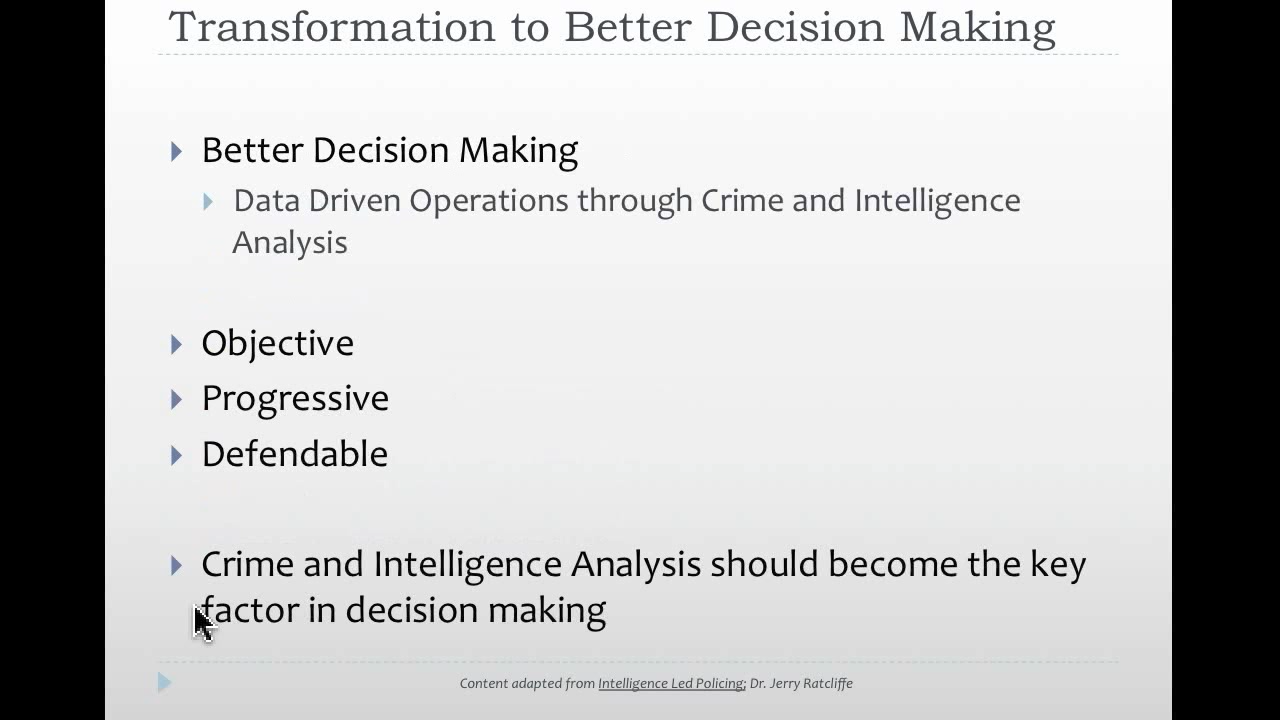 Transformation to Better Decision Making
Better Decision Making
Data Driven Operations through Crime and Intelligence
Analysis
Objective
Progressive
Defendable
Crime and Intelligence Analysis should become the key
factor in decision making
Content adapted from Intelligence Led Policing; Dr. Jerry Ratcliffe